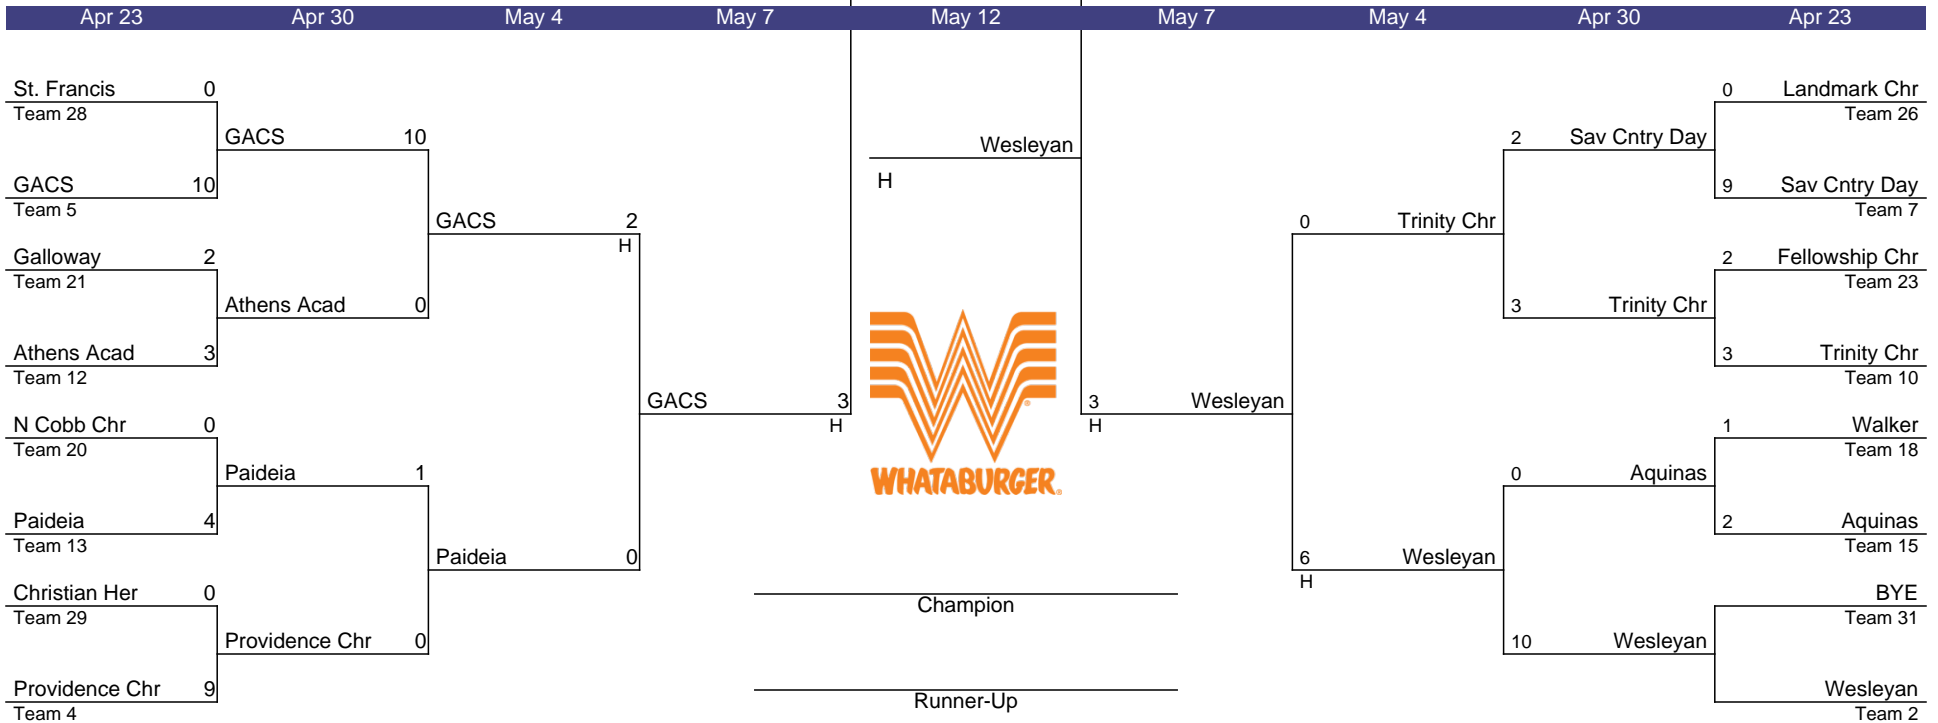 Apr 23 Apr 30 May 4 May 7 May 12 May 7 May 4 Apr 30 Apr 23
St. Francis 0 0 Landmark Chr
Team 28 Team 26
GACS 10 Wesleyan 2 Sav Cntry Day
H
GACS 10 9 Sav Cntry Day
Team 5 Team 7
GACS 2 0 Trinity Chr
H
Galloway 2 2 Fellowship Chr
Team 21 Team 23
Athens Acad 0 3 Trinity Chr
Athens Acad 3 3 Trinity Chr
Team 12 Team 10
GACS 3 3 Wesleyan
H H
N Cobb Chr 0 1 Walker
Team 20 Team 18
Paideia 1 WHATABURGER 0 Aquinas
Paideia 4 2 Aquinas
Team 13 Team 15
Paideia 0 6 Wesleyan
H
Christian Her 0 BYE
Champion
Team 29 Team 31
Providence Chr 0 10 Wesleyan
Providence Chr 9 Wesleyan
Runner-Up
Team 4 Team 2